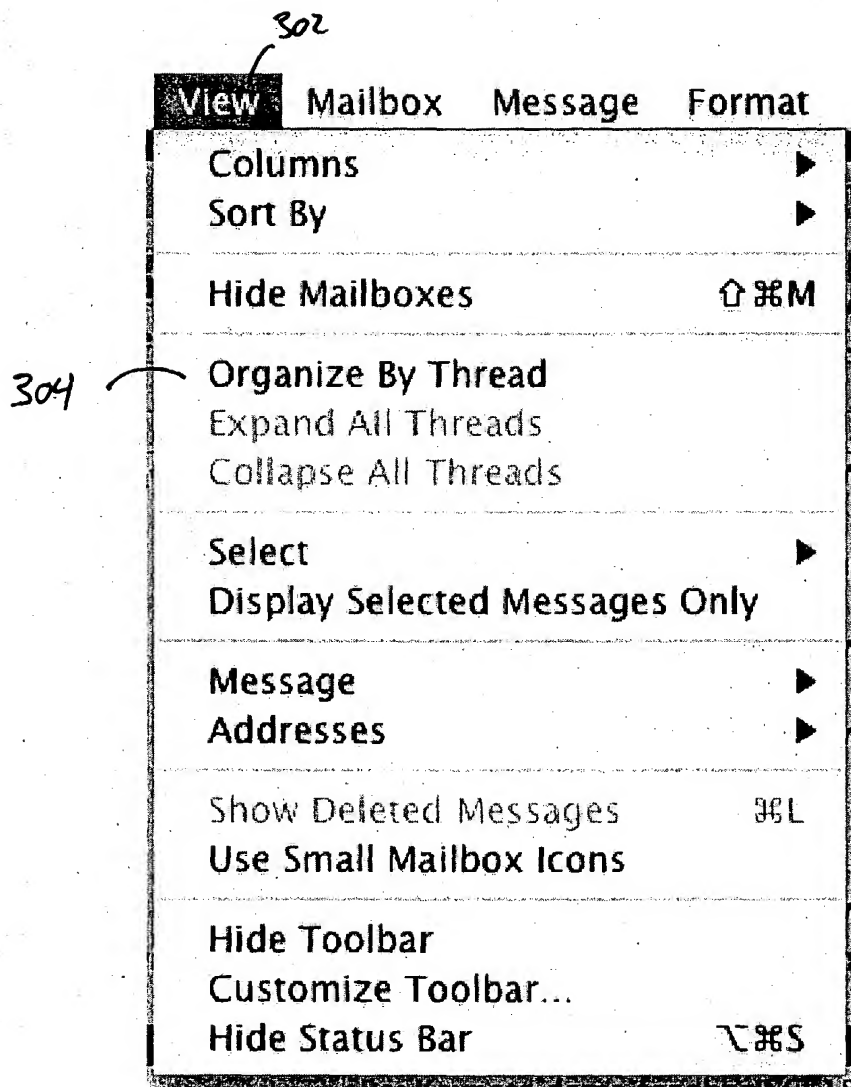 302
View Mailbox Message Format
Columns ▶
Sort By ▶
Hide Mailboxes ⇧⌘M
304 Organize By Thread
Expand All Threads
Collapse All Threads
Select ▶
Display Selected Messages Only
Message ▶
Addresses ▶
Show Deleted Messages ⌘L
Use Small Mailbox Icons
Hide Toolbar
Customize Toolbar...
Hide Status Bar ⌥⌘S